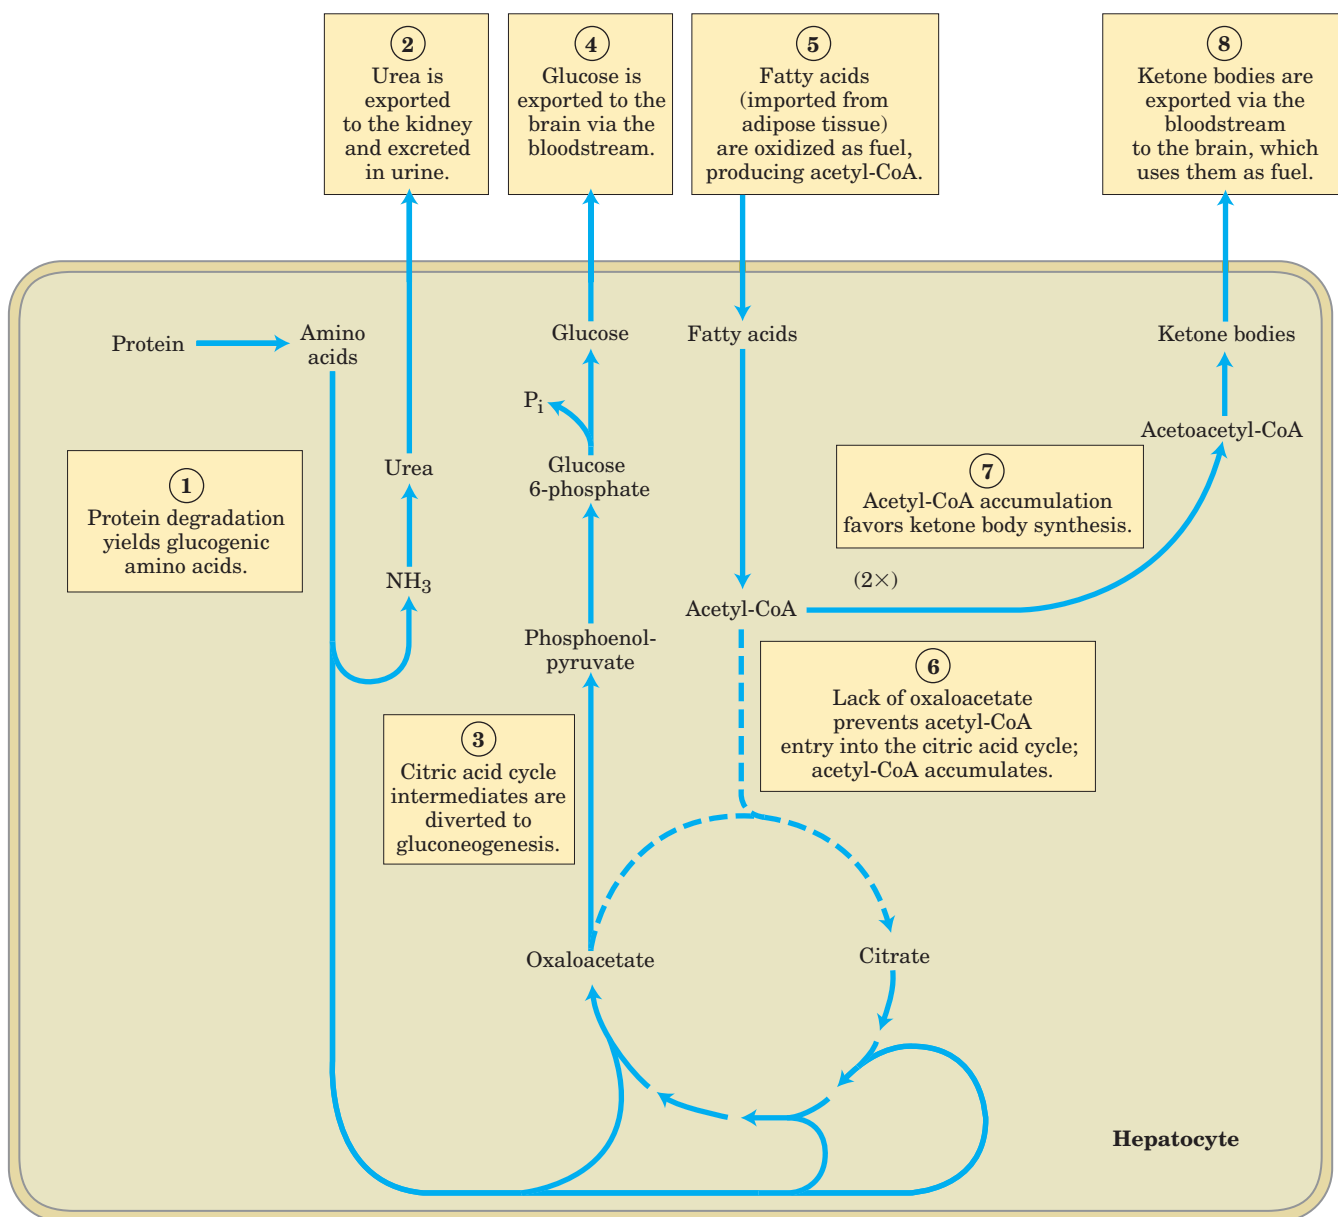 2
Urea is
exported
to the kidney
and excreted
in urine.
4
Glucose is
exported to the
brain via the
bloodstream.
5
Fatty acids
(imported from
adipose tissue)
are oxidized as fuel,
producing acetyl-CoA.
8
Ketone bodies are
exported via the
bloodstream
to the brain, which
uses them as fuel.
Protein
Amino
acids
Glucose
Fatty acids
Ketone bodies
Pi
Acetoacetyl-CoA
Urea
Glucose
6-phosphate
1
Protein degradation
yields glucogenic
amino acids.
7
Acetyl-CoA accumulation
favors ketone body synthesis.
NH3
(2×)
Acetyl-CoA
Phosphoenol-
pyruvate
6
Lack of oxaloacetate
prevents acetyl-CoA
entry into the citric acid cycle;
acetyl-CoA accumulates.
3
Citric acid cycle
intermediates are
diverted to
gluconeogenesis.
Oxaloacetate
Citrate
Hepatocyte